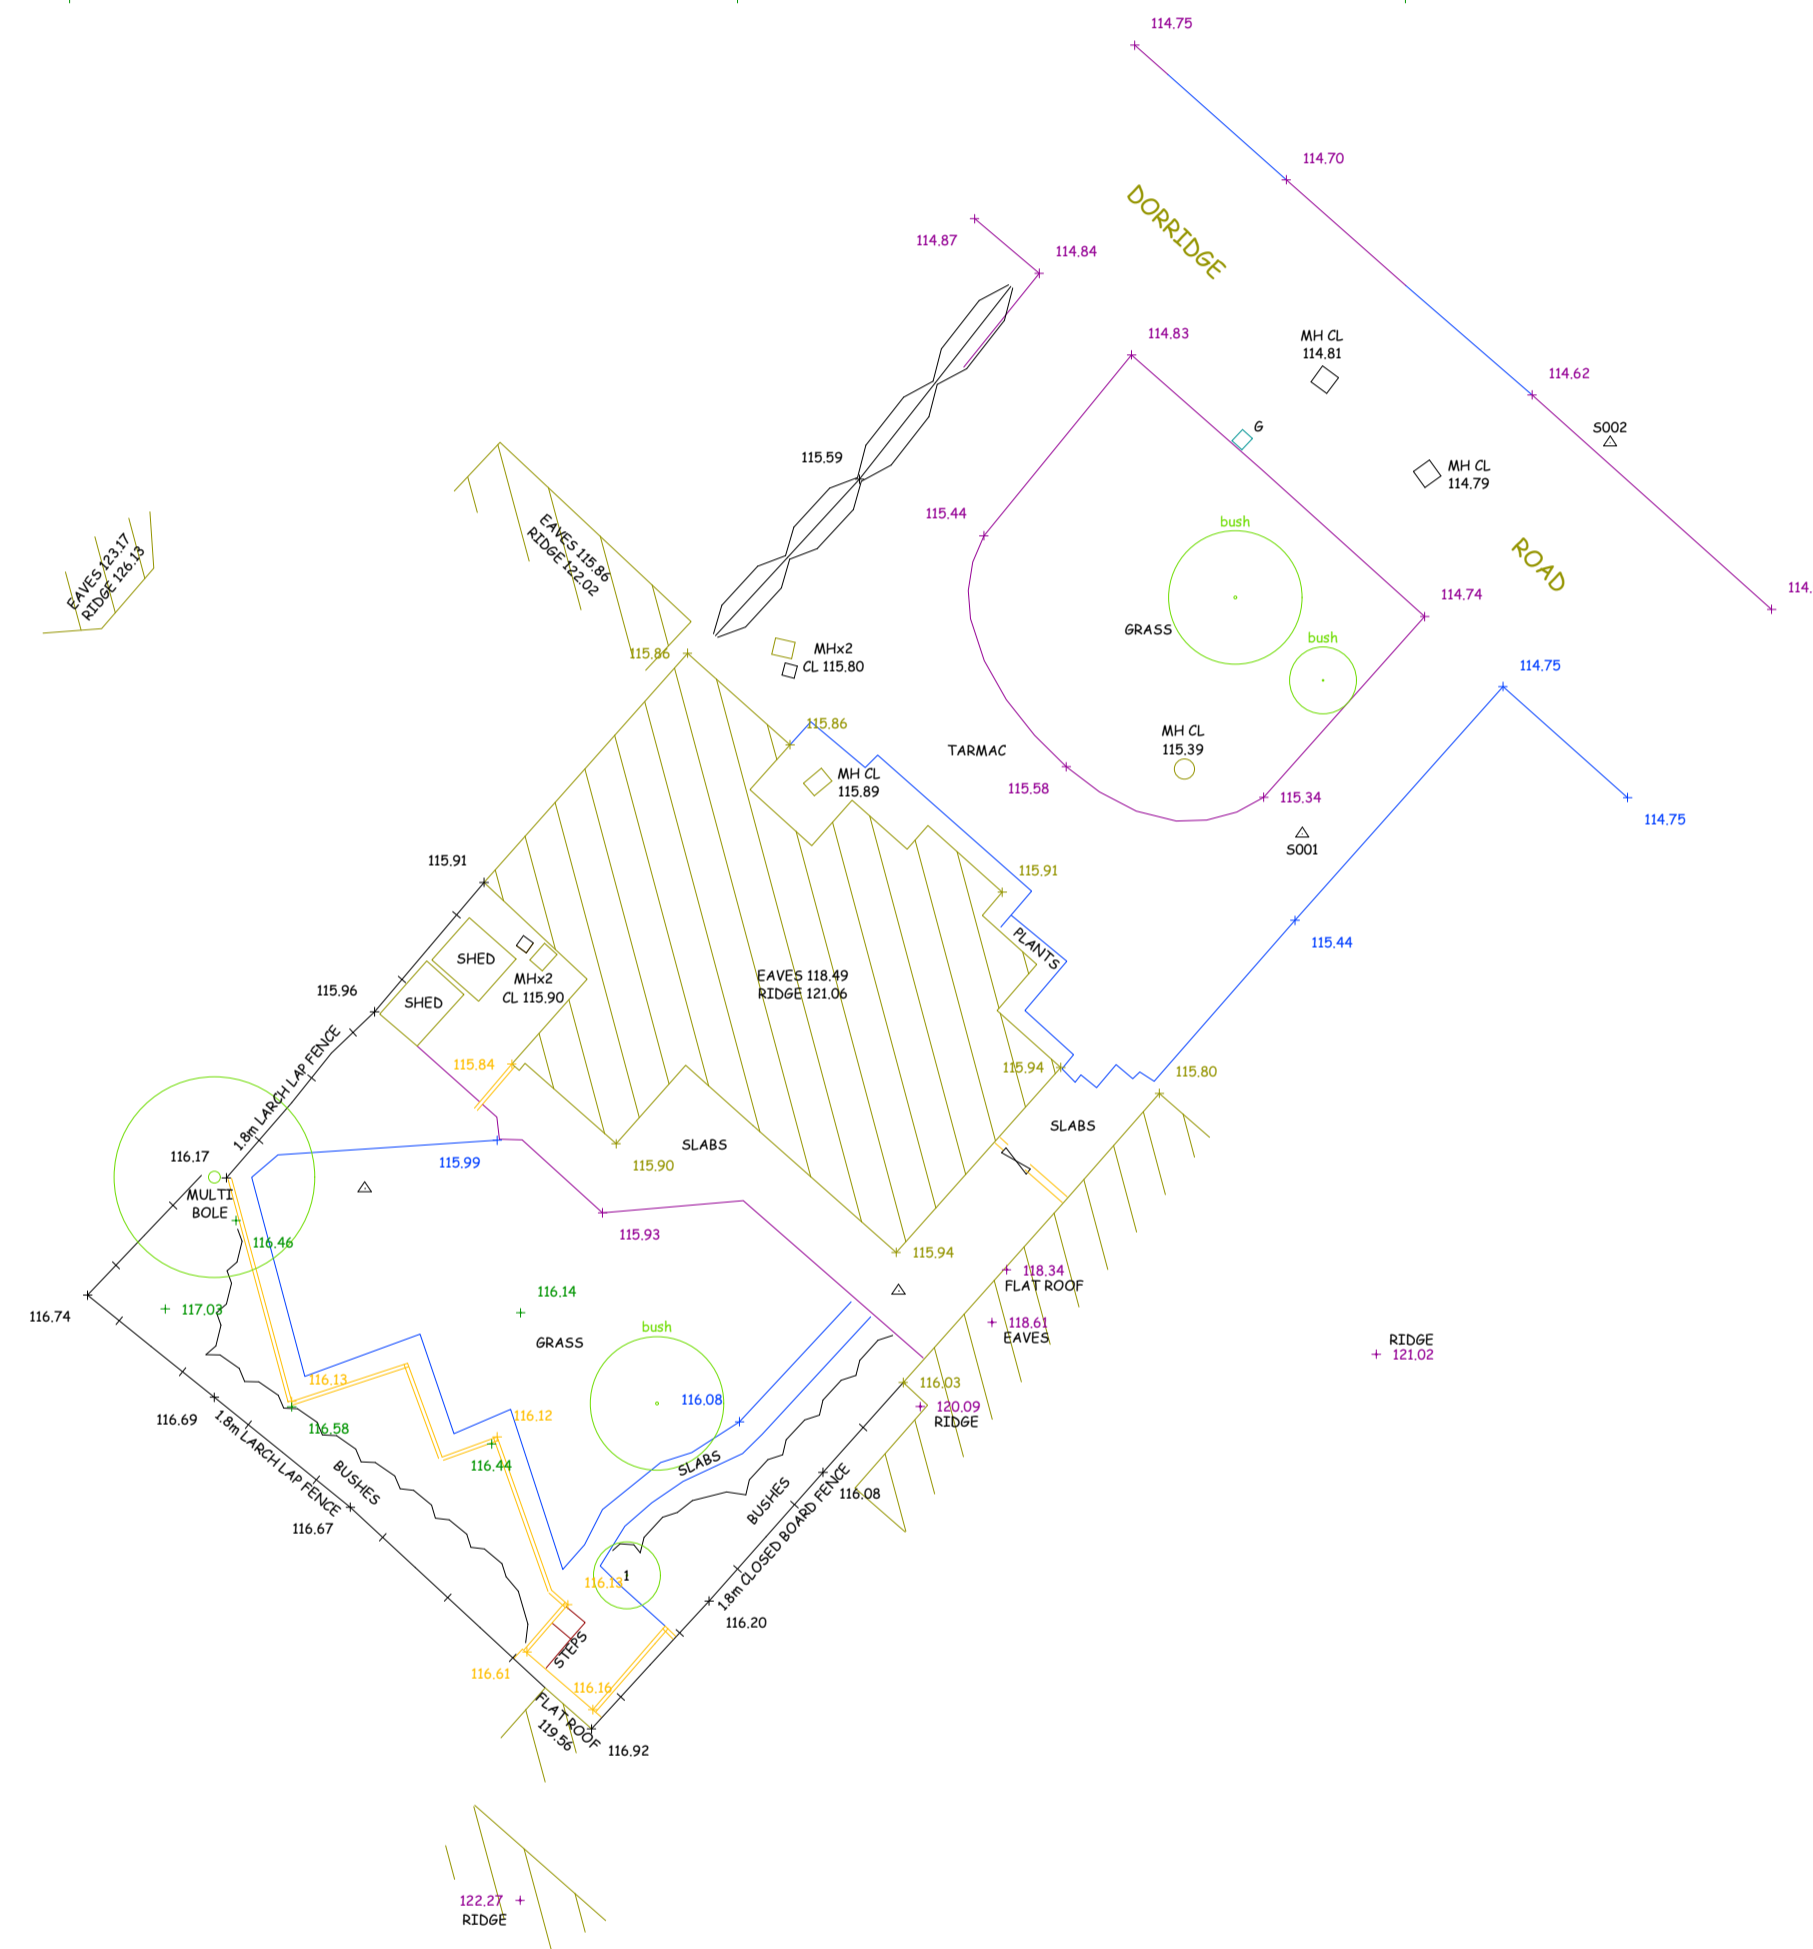 114.75
114.70
DORRIDGE
114.87
114.84
114.83
MH CL
114.81
114.62
S002
G
115.59
MH CL
114.79
115.44
bush
EAVES 115.86
RIDGE 122.02
EAVES 123.17
RIDGE 126.13
ROAD
114.
114.74
GRASS
bush
115.86
MHx2
CL 115.80
114.75
115.86
TARMAC
MH CL
115.39
MH CL
115.89
115.58
115.34
114.75
S001
115.91
115.91
115.44
PLANTS
SHED
MHx2
CL 115.90
EAVES 118.49
RIDGE 121.06
115.96
SHED
1.8m LARCH LAP FENCE
115.84
115.94
115.80
SLABS
SLABS
116.17
115.99
115.90
MULTI
BOLE
116.46
115.93
115.94
118.34
FLAT ROOF
116.14
117.03
116.74
118.61
EAVES
bush
GRASS
RIDGE
121.02
116.13
116.03
116.08
120.09
RIDGE
116.69
116.12
116.58
1.8m LARCH LAP FENCE
116.44
SLABS
BUSHES
BUSHES
116.08
116.67
1.8m CLOSED BOARD FENCE
116.13
1
116.20
STEPS
116.61
116.16
FLAT ROOF
119.56
116.92
122.27
RIDGE